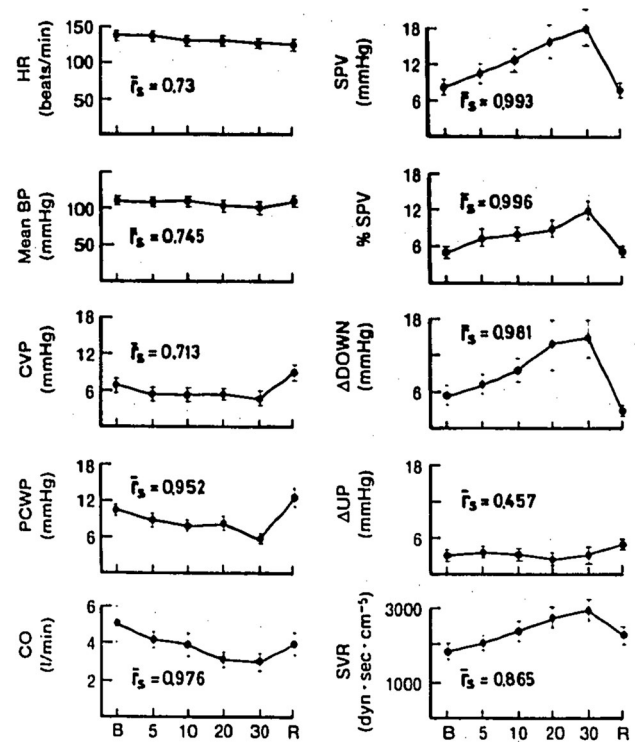 HR
(beats/min)
150
100
50
r̄s = 0.73
Mean BP
(mmHg)
100
50
r̄s = 0.745
CVP
(mmHg)
18
12
6
r̄s = 0.713
PCWP
(mmHg)
18
12
6
r̄s = 0.952
CO
(l/min)
6
4
2
r̄s = 0.976
B 5 10 20 30 R
SPV
(mmHg)
18
12
6
r̄s = 0.993
% SPV
18
12
6
r̄s = 0.996
ΔDOWN
(mmHg)
18
6
r̄s = 0.981
ΔUP
(mmHg)
18
12
6
r̄s = 0.457
SVR
(dyn · sec · cm⁻⁵)
3000
1000
r̄s = 0.865
B 5 10 20 30 R